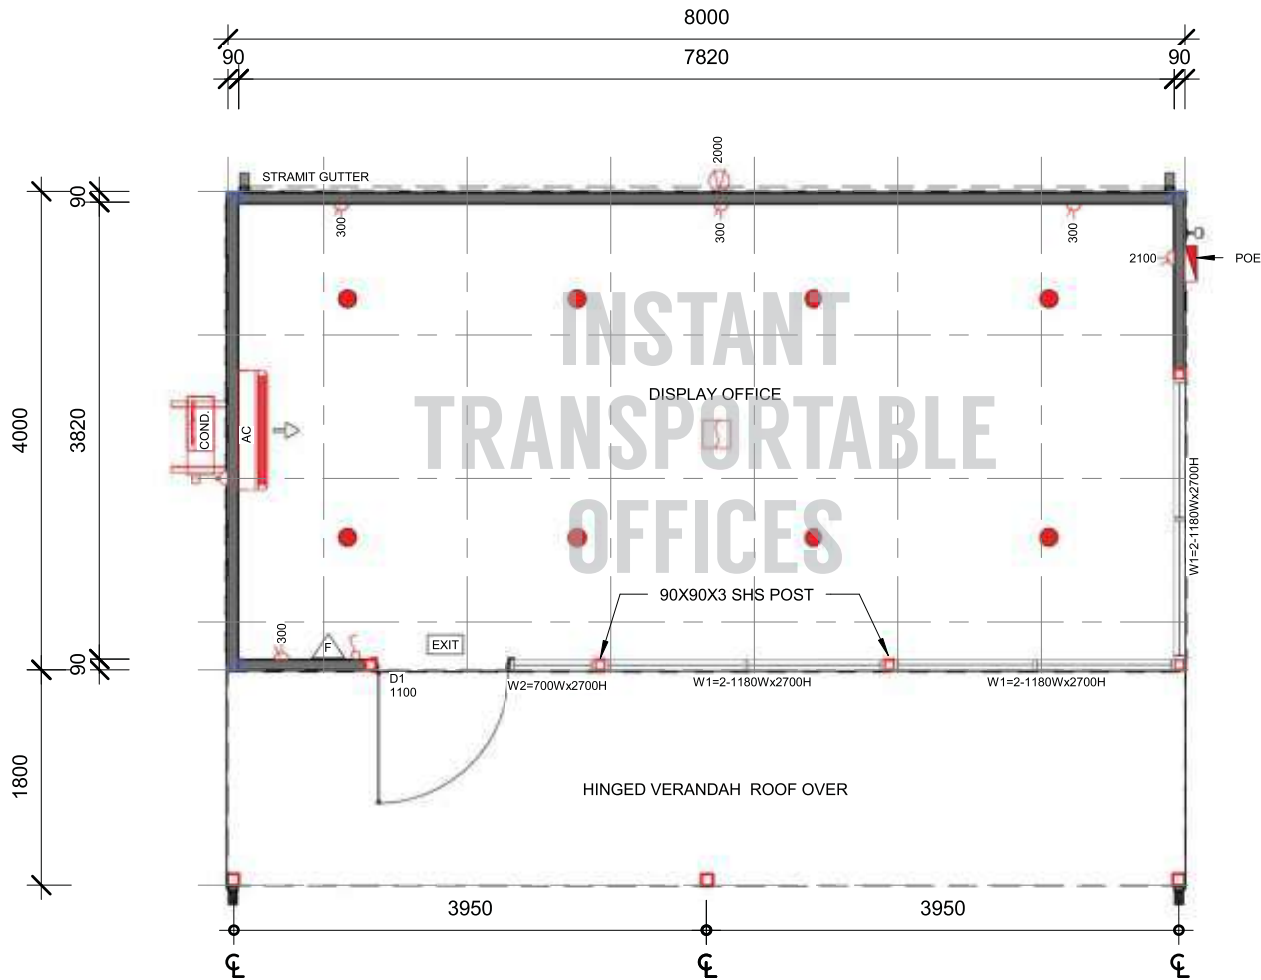 8000
90
7820
90
2000
STRAMIT GUTTER
90
300
300
300
2100
POE
INSTANT
DISPLAY OFFICE
TRANSPORTABLE
4000
3820
COND.
AC
W1=2-1180Wx2700H
OFFICES
90X90X3 SHS POST
300
F
EXIT
90
D1
1100
W2=700Wx2700H
W1=2-1180Wx2700H
W1=2-1180Wx2700H
1800
HINGED VERANDAH ROOF OVER
3950
3950
℄
℄
℄